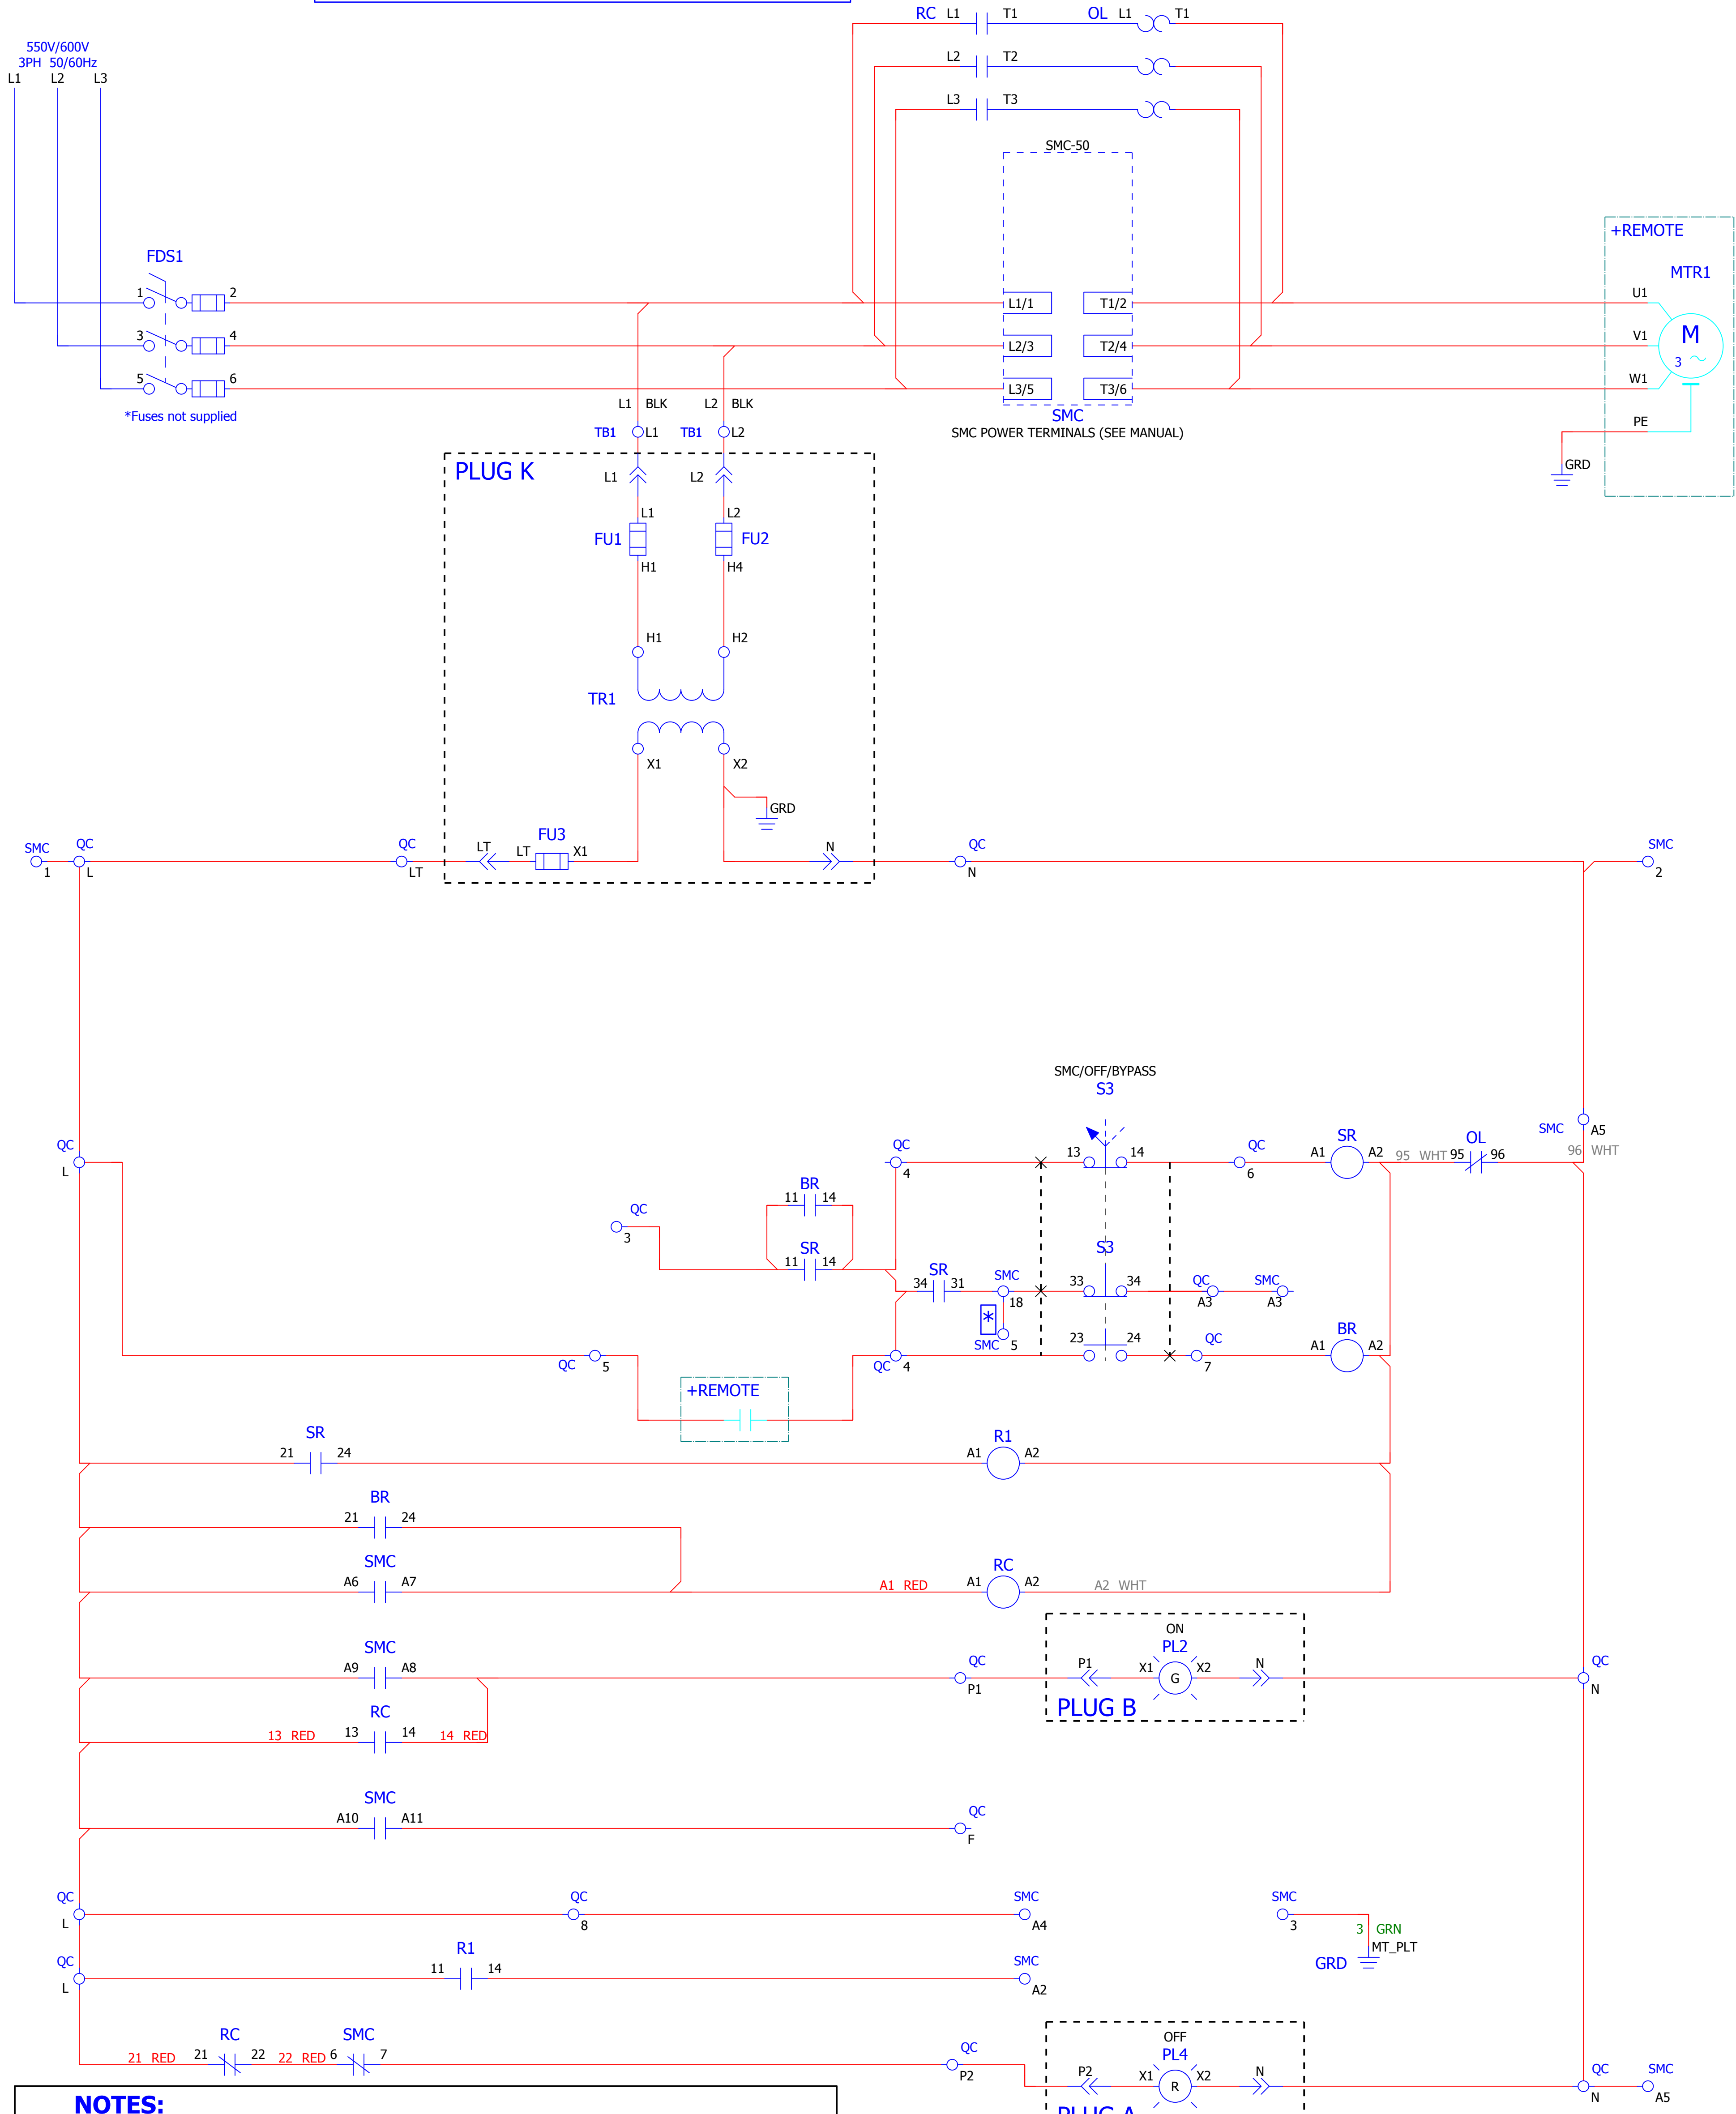 RC L1 T1 OL L1 T1
550V/600V
3PH 50/60Hz
L1 L2 L3
L2 T2
L3 T3
SMC-50
+REMOTE
FDS1
MTR1
1 2 L1/1 T1/2 U1
3 4 L2/3 T2/4 V1 M
3
5 6 L3/5 T3/6 W1
*Fuses not supplied
L1 BLK L2 BLK
SMC
SMC POWER TERMINALS (SEE MANUAL)
PE
TB1 L1 TB1 L2
GRD
PLUG K
L1 L2
L1 L2
FU1 FU2
H1 H4
H1 H2
TR1
X1 X2
GRD
SMC QC QC FU3 QC SMC
LT LT X1 N
1 L LT N 2
SMC/OFF/BYPASS
S3
SMC A5
QC QC 13 14 QC SR OL
A1 A2 95 WHT 95 96 96 WHT
L 4 6
BR
11 14
QC
3
SR S3
11 14
SR SMC QC SMC
34 31 33 34
18 A3 A3
*
SMC 5 23 24 QC BR
A1 A2
QC 5 QC 4 7
+REMOTE
SR R1
21 24 A1 A2
BR
21 24
SMC RC
A6 A7 A1 RED A1 A2 A2 WHT
ON
SMC PL2
A9 A8 QC P1 X1 X2 N QC
P1 G N
RC PLUG B
13 RED 13 14 14 RED
SMC
A10 A11 QC
F
QC QC SMC SMC
L 8 A4 3
3 GRN
MT_PLT
GRD
QC R1 SMC
11 14
L A2
RC SMC OFF
21 RED 21 22 22 RED 6 7 QC PL4
P2 P2 X1 X2 N QC SMC
R
N A5
NOTES:
PLUG A